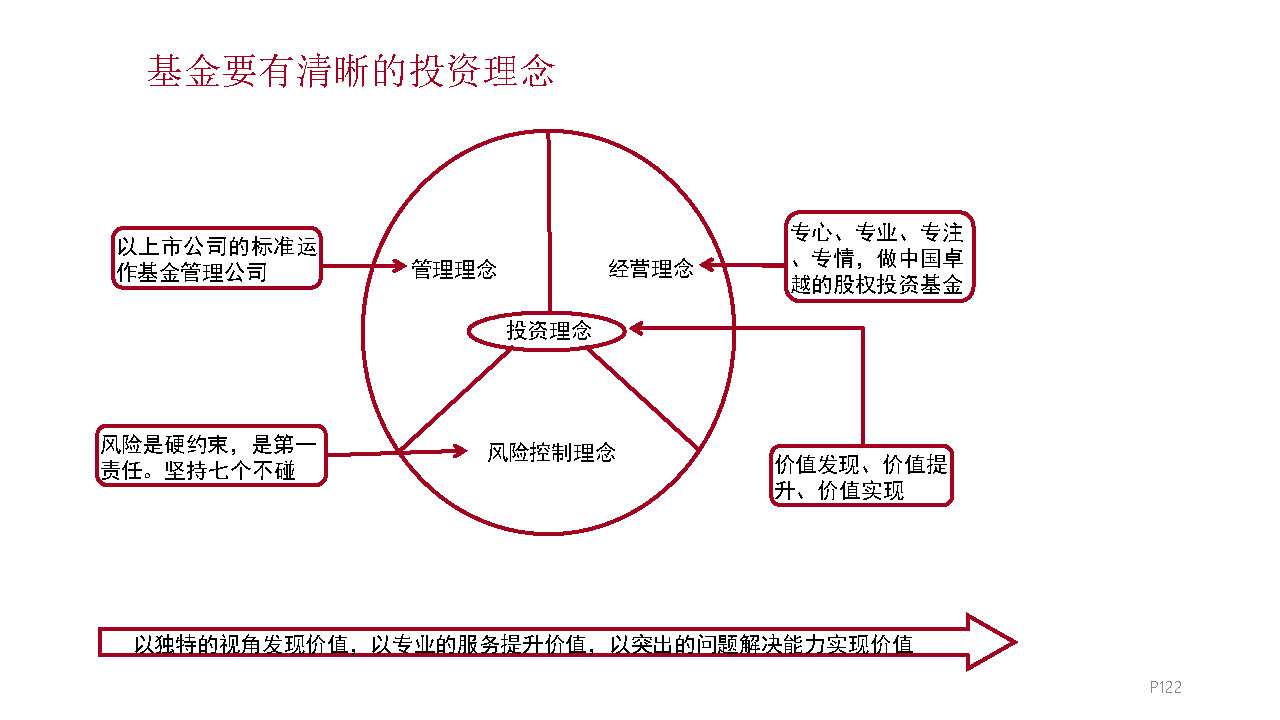 基金要有清晰的投资理念
以上市公司的标准运
作基金管理公司
管理理念
经营理念
专心、专业、专注
、专情，做中国卓
越的股权投资基金
投资理念
风险是硬约束，是第一
责任。坚持七个不碰
风险控制理念
价值发现、价值提
升、价值实现
以独特的视角发现价值，以专业的服务提升价值，以突出的问题解决能力实现价值
P122